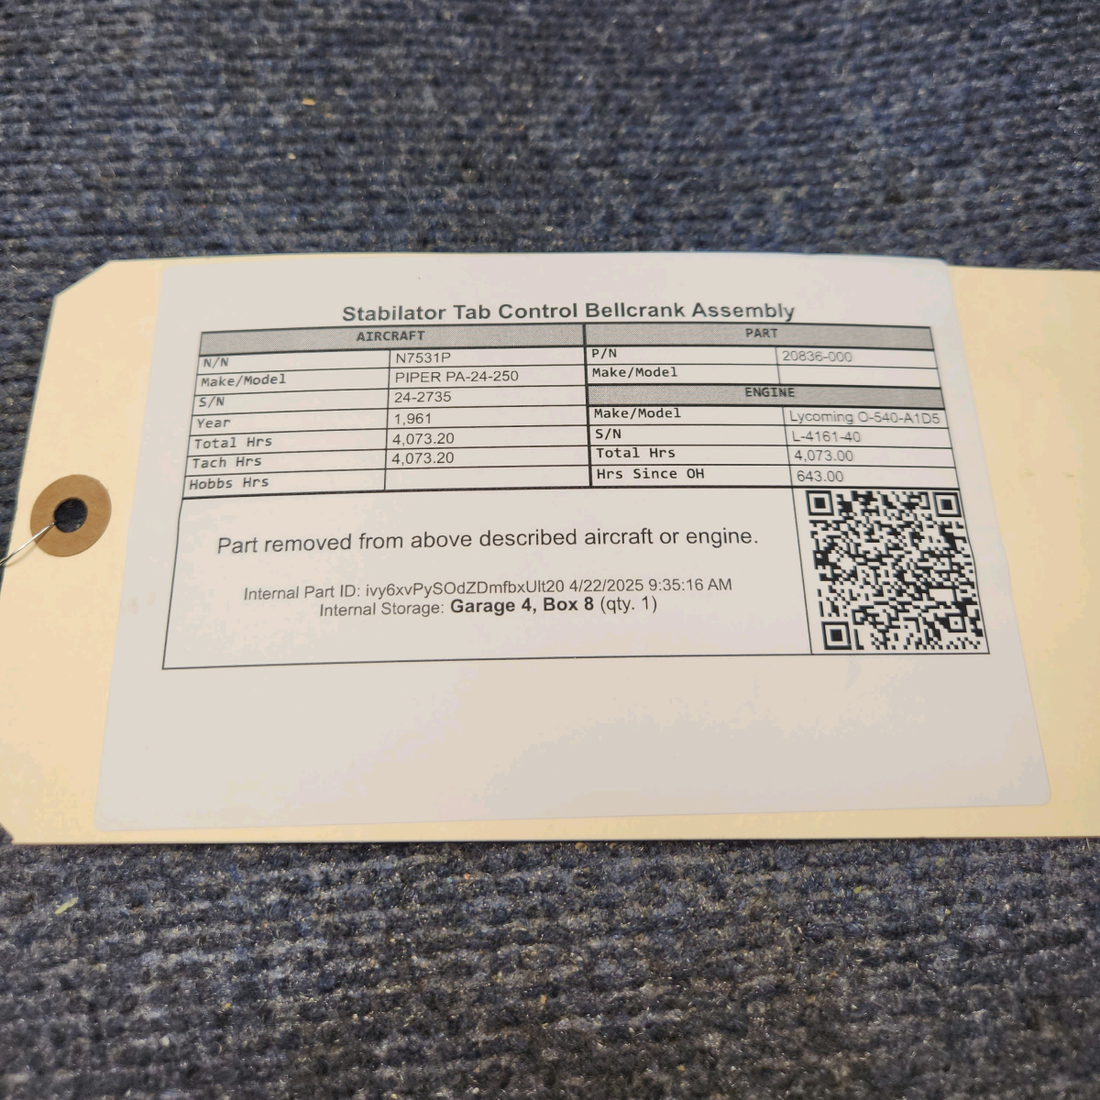 Stabilator Tab Control Bellcrank Assembly
AIRCRAFT PART
N/N N7531P P/N 20836-000
Make/Model PIPER PA-24-250 Make/Model
S/N 24-2735 ENGINE
Year 1,961 Make/Model Lycoming O-540-A1D5
Total Hrs 4,073.20 S/N L-4161-40
Tach Hrs 4,073.20 Total Hrs 4,073.00
Hobbs Hrs Hrs Since OH 643.00
Part removed from above described aircraft or engine.
Internal Part ID: ivy6xvPySOdZDmfbxUlt20 4/22/2025 9:35:16 AM
Internal Storage: Garage 4, Box 8 (qty. 1)